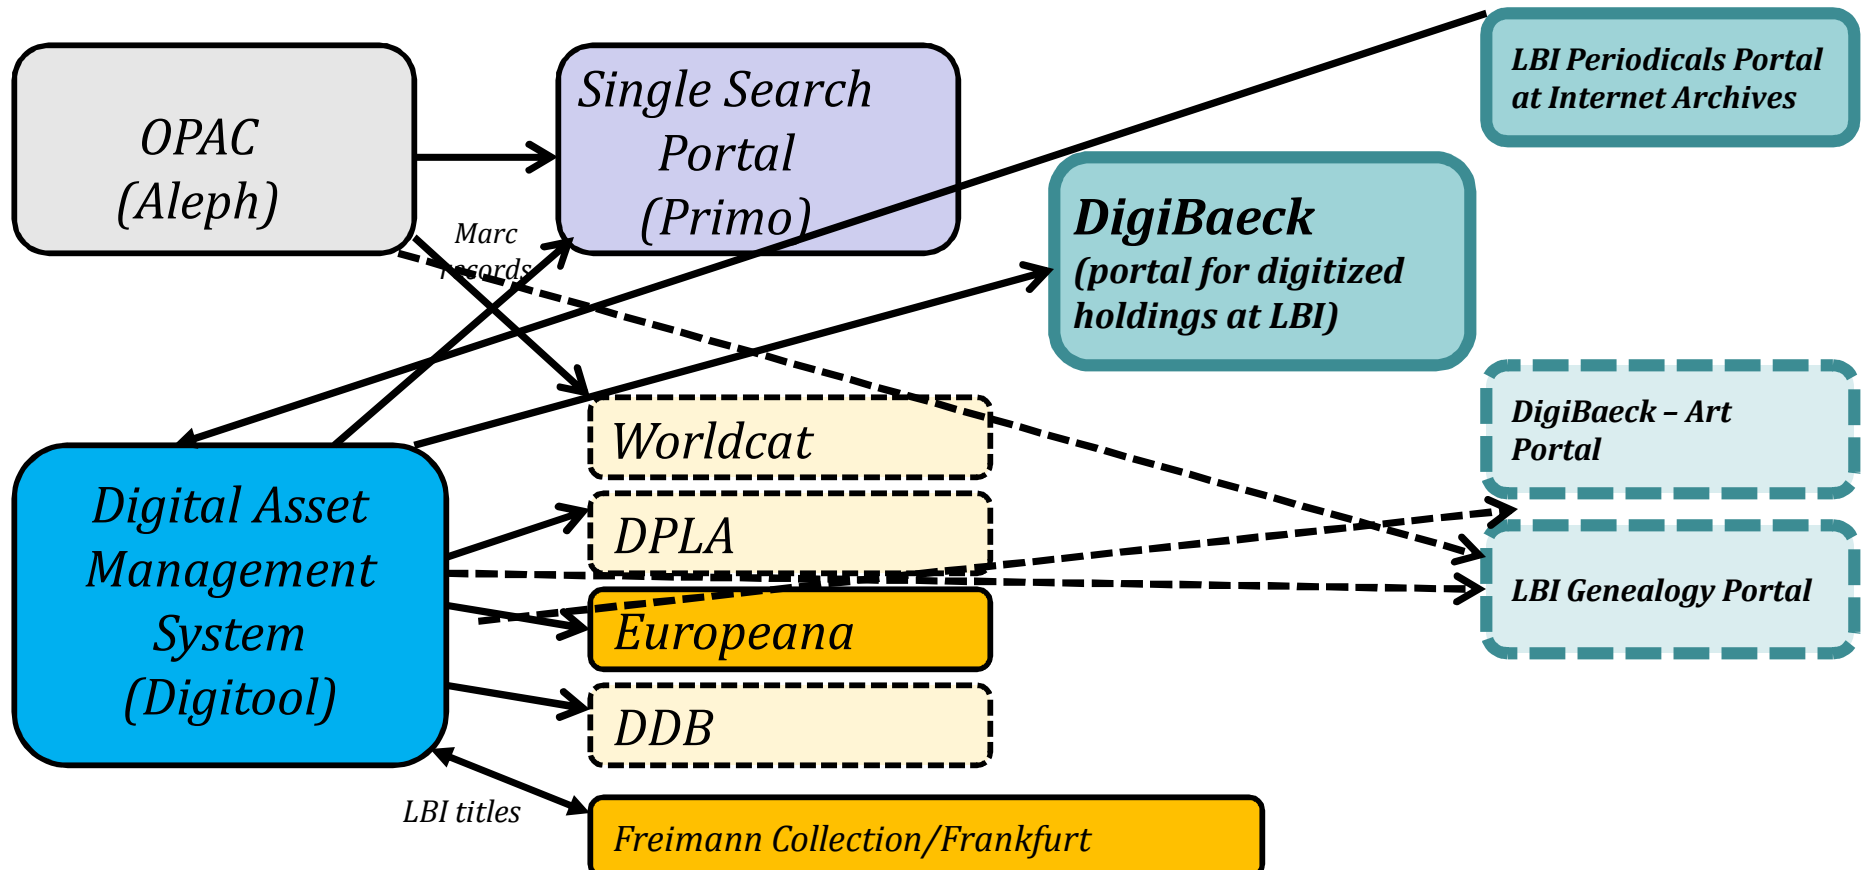 OPAC
(Aleph)
Single Search
Portal
(Primo)
LBI Periodicals Portal
at Internet Archives
Marc
records
DigiBaeck
(portal for digitized
holdings at LBI)
Worldcat
DPLA
Europeana
DDB
DigiBaeck – Art
Portal
LBI Genealogy Portal
Digital Asset
Management
System
(Digitool)
LBI titles
Freimann Collection/Frankfurt